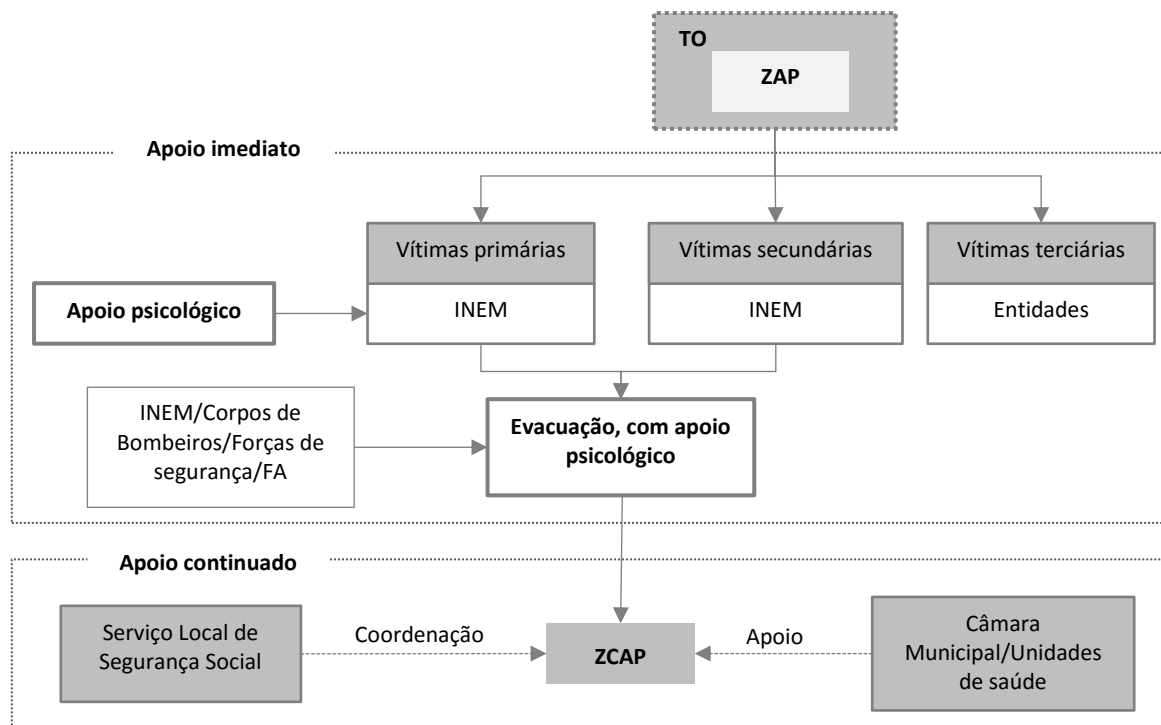 TO
ZAP
Apoio imediato
Vítimas primárias
Vítimas secundárias
Vítimas terciárias
Apoio psicológico
INEM
INEM
Entidades
INEM/Corpos de
Bombeiros/Forças de
segurança/FA
Evacuação, com apoio
psicológico
Apoio continuado
Serviço Local de
Segurança Social
Coordenação
ZCAP
Apoio
Câmara
Municipal/Unidades
de saúde